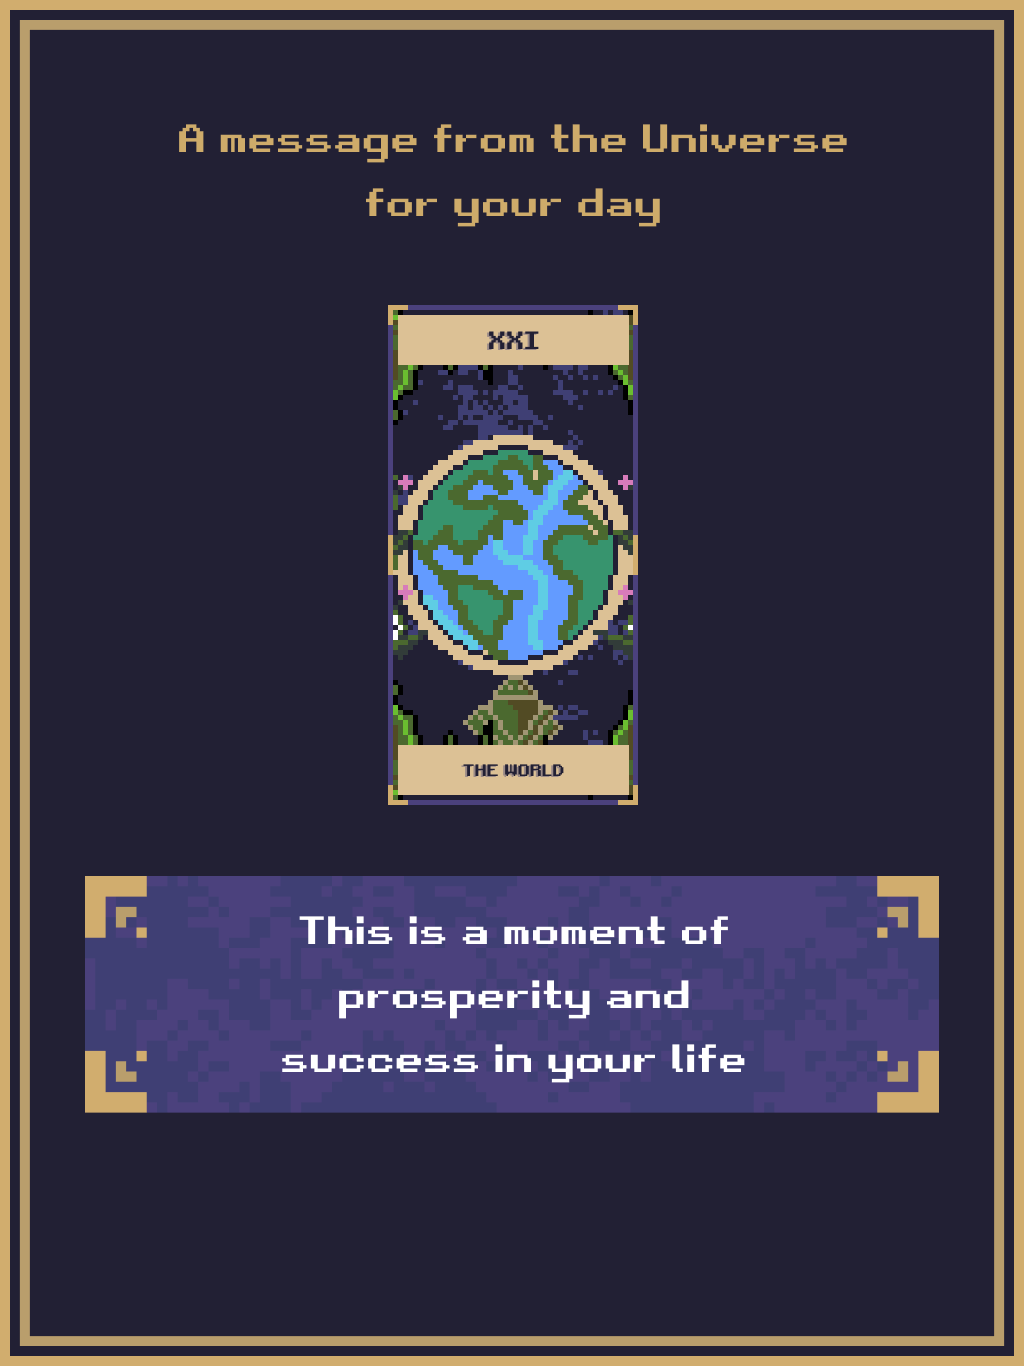 A message from the Universe
for your day
XXI
THE WORLD
This is a moment of
prosperity and
success in your life